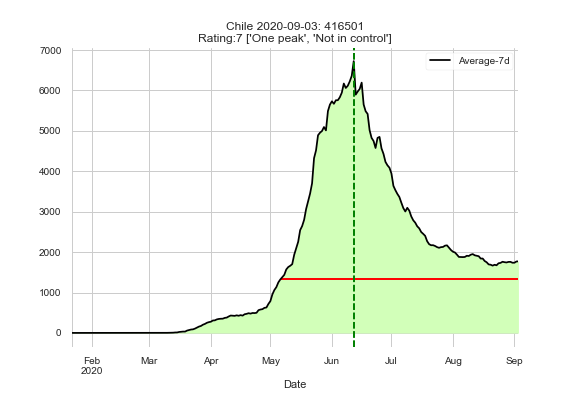 Chile 2020-09-03: 416501
Rating:7 ['One peak', 'Not in control']
Average-7d
7000
6000
5000
4000
3000
2000
1000
0
Feb
2020
Mar
Apr
May
Jun
Jul
Aug
Sep
Date